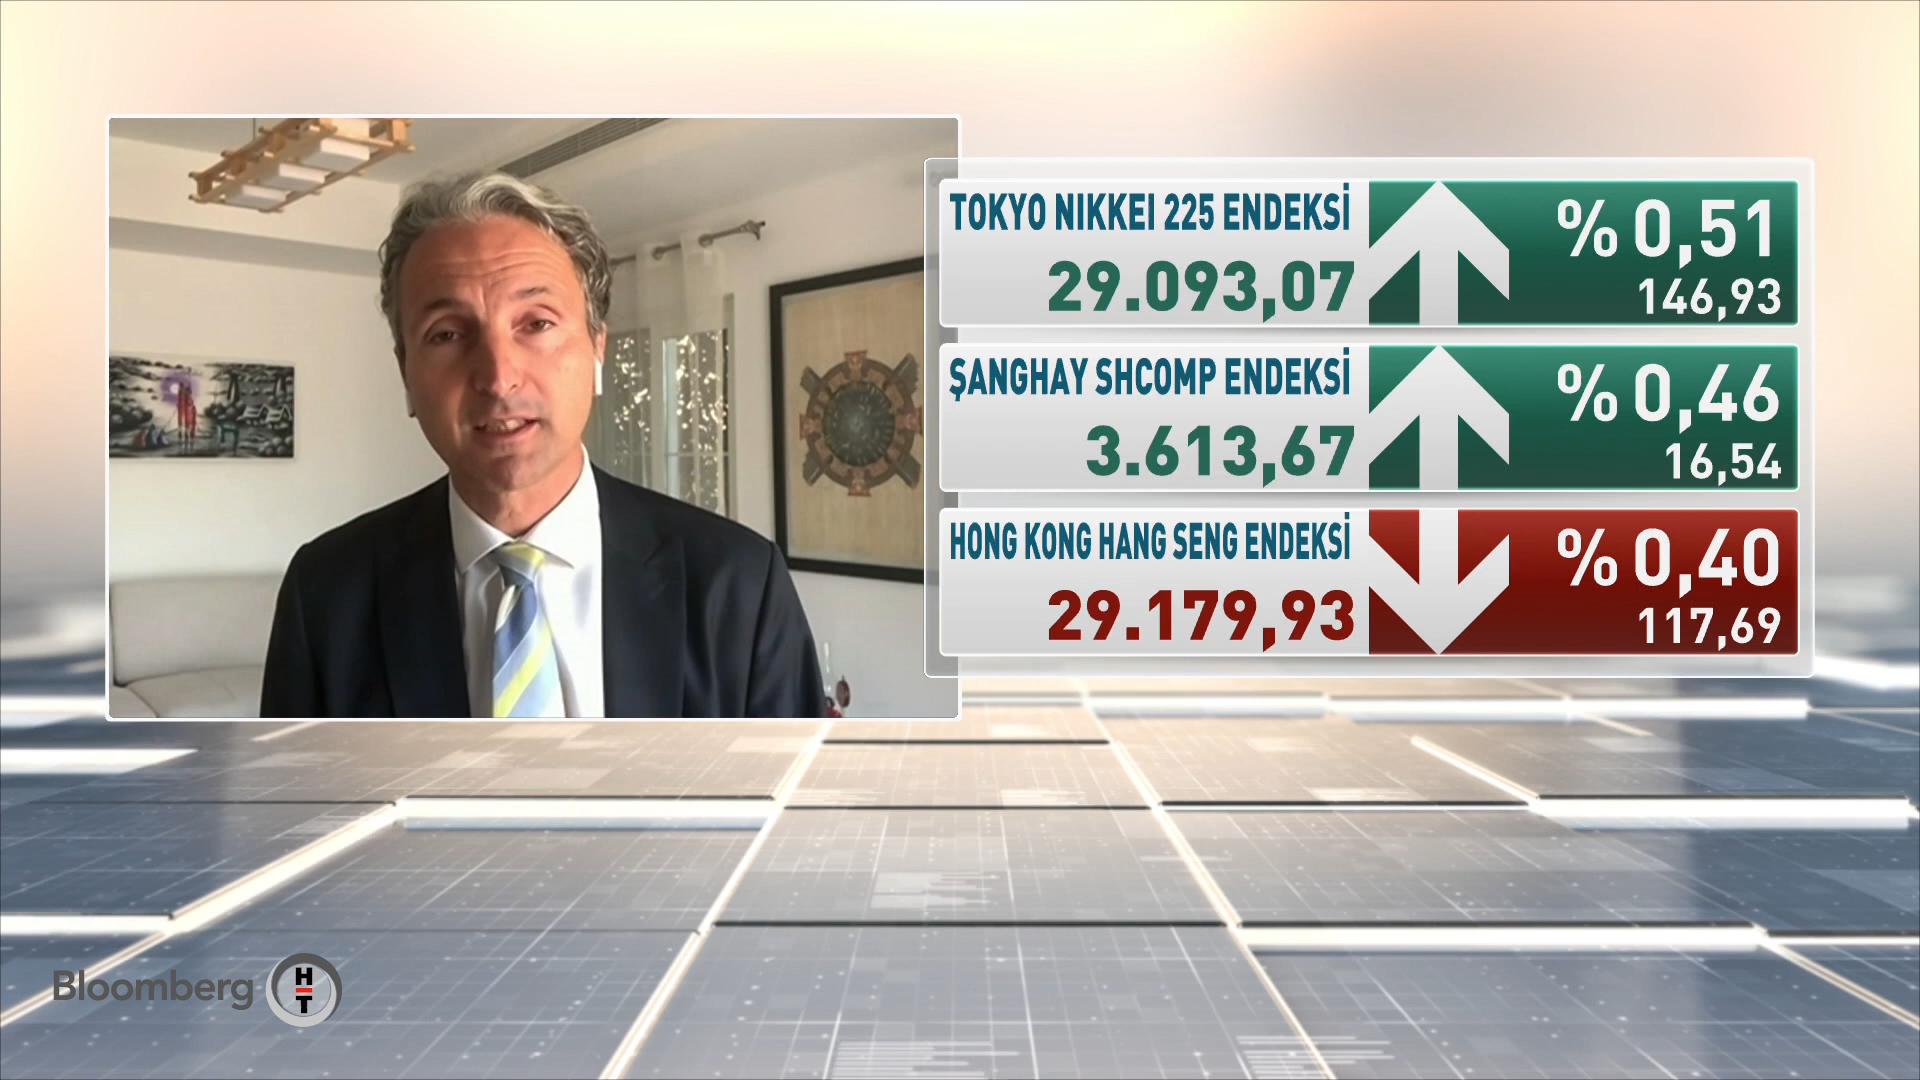 TOKYO NIKKEI 225 ENDEKSİ
29.093,07
% 0,51
146,93
ŞANGHAY SHCOMP ENDEKSİ
3.613,67
% 0,46
16,54
HONG KONG HANG SENG ENDEKSİ
29.179,93
% 0,40
117,69
Bloomberg HT